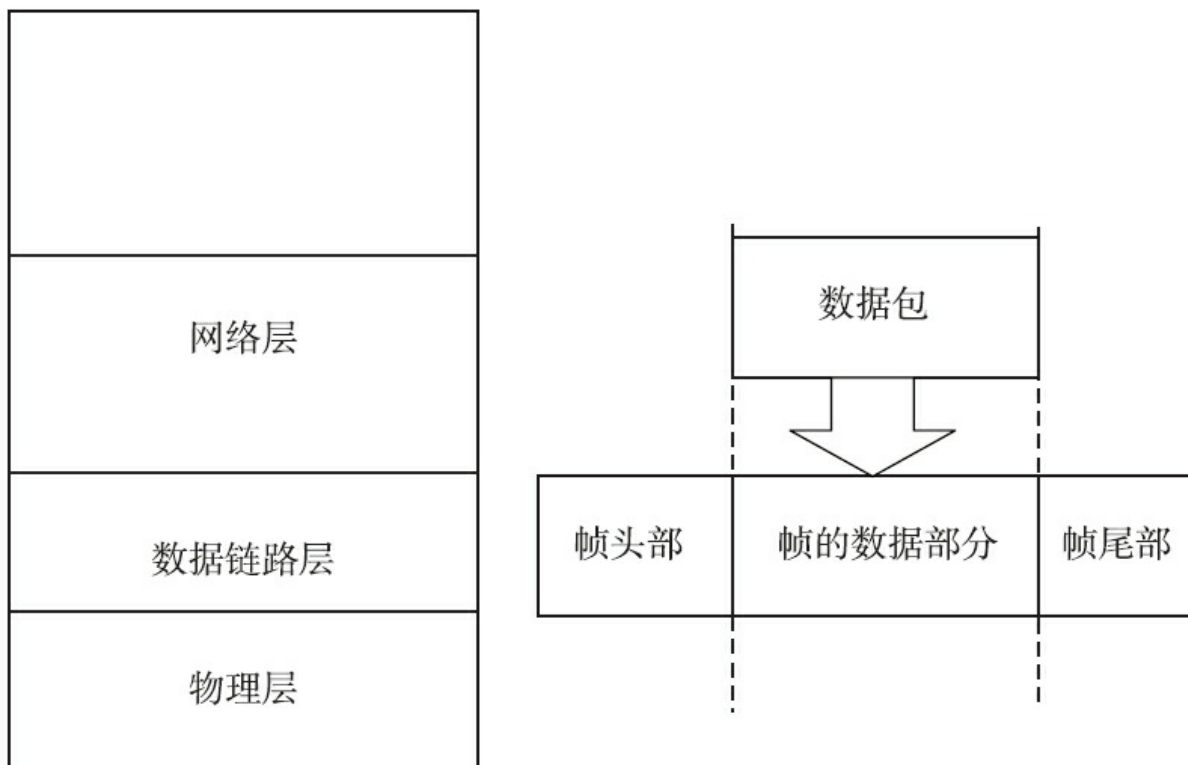 网络层
数据链路层
物理层
数据包
帧头部
帧的数据部分
帧尾部